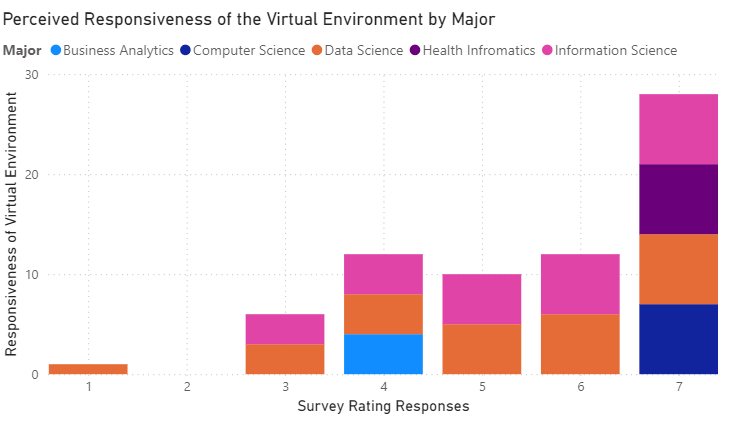 Perceived Responsiveness of the Virtual Environment by Major
Major Business Analytics Computer Science Data Science Health Infromatics Information Science
Responsiveness of Virtual Environment
30
20
10
0
1 2 3 4 5 6 7
Survey Rating Responses